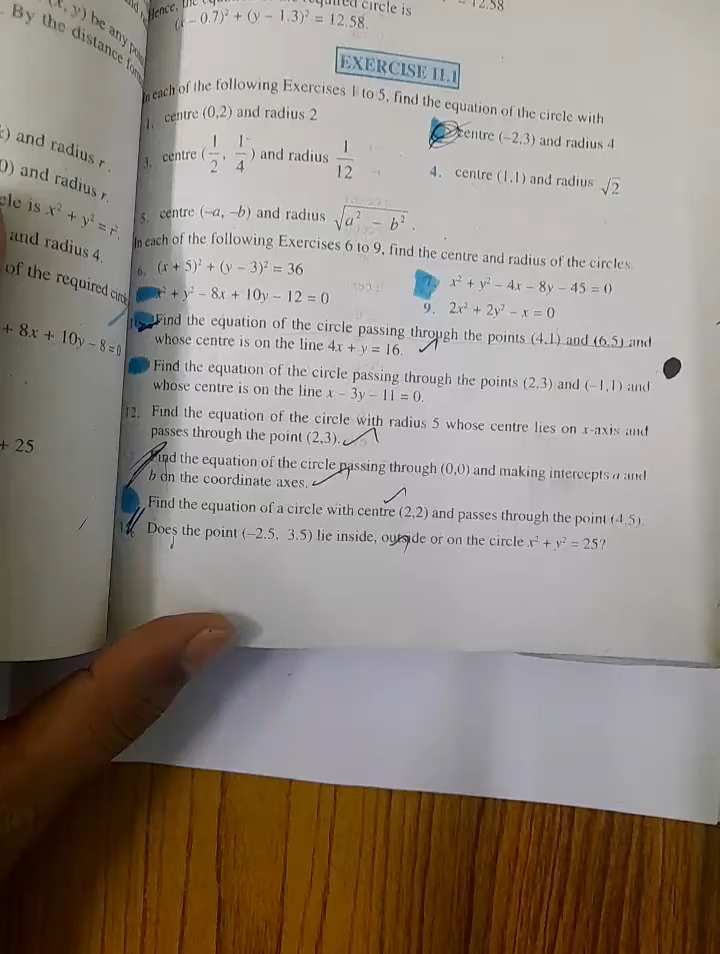 (x, y) be any
By the distance
) and radius r.
0) and radius r.
is x² + y² = r².
and radius 4.
of the required
+ 8x + 10y – 8 = 0
+ 25
required circle is
Hence, the
(x – 0.7)² + (y – 1.3)² = 12.58.
EXERCISE 11.1
In each of the following Exercises 1 to 5, find the equation of the circle with
1. centre (0,2) and radius 2
centre (–2,3) and radius 4
3. centre (1/2, 1/4) and radius 1/12
4. centre (1,1) and radius √2
5. centre (–a, –b) and radius √(a² – b²).
In each of the following Exercises 6 to 9, find the centre and radius of the circles.
6. (x + 5)² + (y – 3)² = 36
7. x² + y² – 4x – 8y – 45 = 0
x² + y² – 8x + 10y – 12 = 0
9. 2x² + 2y² – x = 0
Find the equation of the circle passing through the points (4,1) and (6,5) and
whose centre is on the line 4x + y = 16.
Find the equation of the circle passing through the points (2,3) and (–1,1) and
whose centre is on the line x – 3y – 11 = 0.
12. Find the equation of the circle with radius 5 whose centre lies on x-axis and
passes through the point (2,3).
Find the equation of the circle passing through (0,0) and making intercepts a and
b on the coordinate axes.
Find the equation of a circle with centre (2,2) and passes through the point (4,5).
Does the point (–2.5, 3.5) lie inside, outside or on the circle x² + y² = 25?